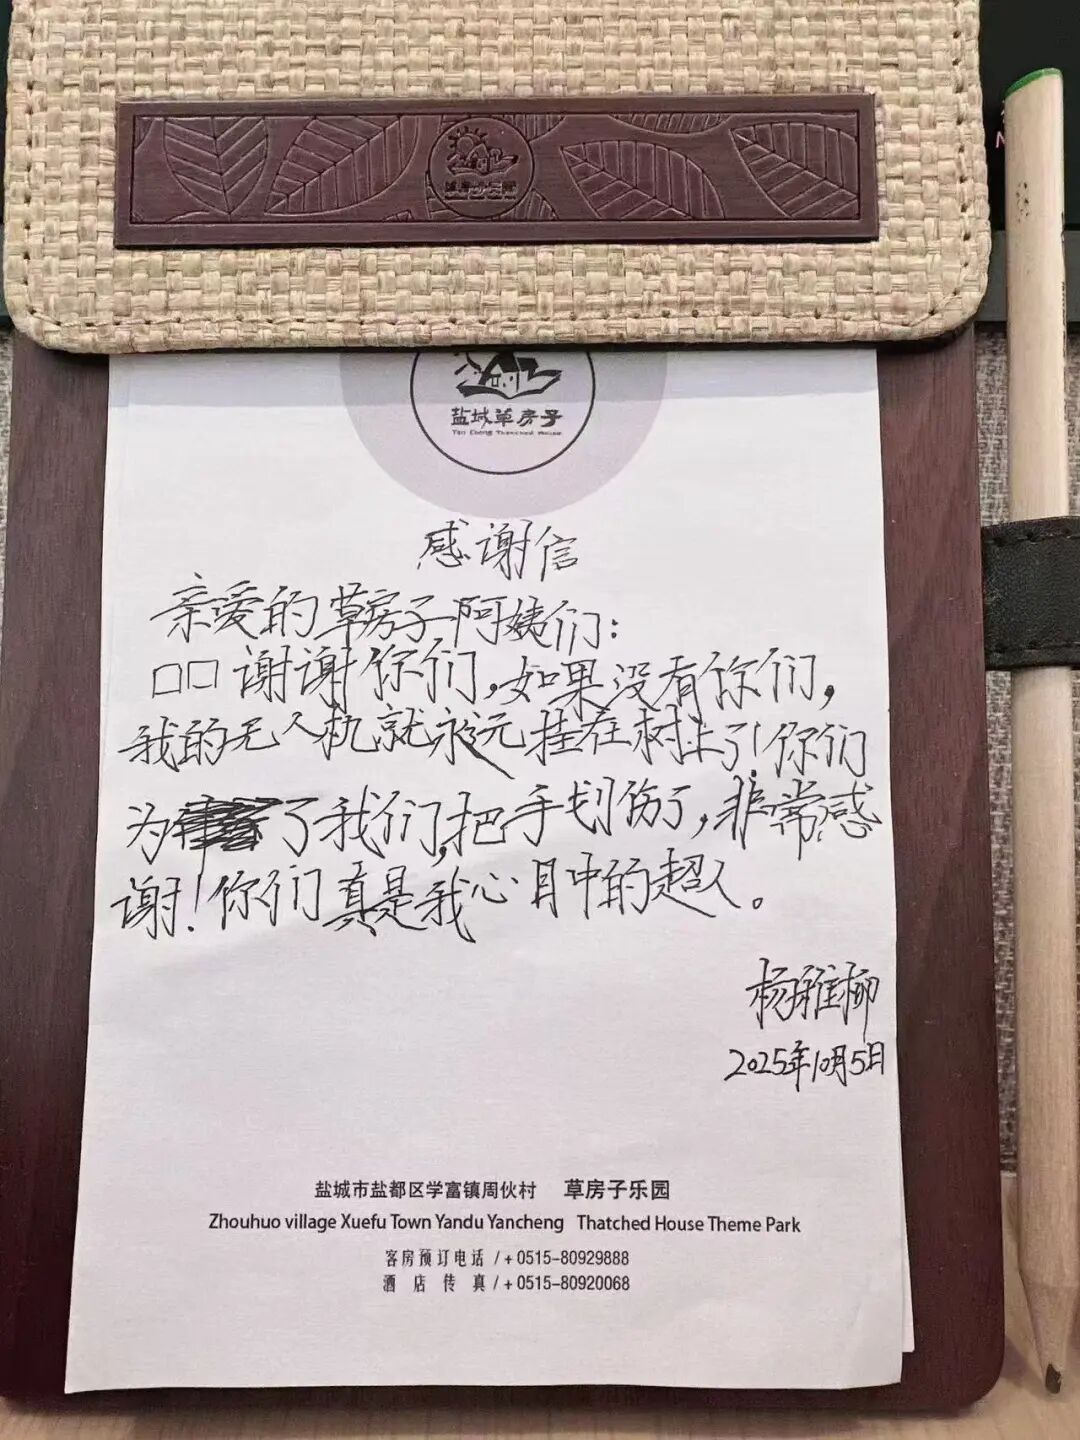 盐城草房子
Yan Cheng Thatched House
感谢信
亲爱的草房子阿姨们：
□□谢谢你们，如果没有你们，
我的无人机就永远挂在树上了！你们
为了我们，把手划伤了，非常感
谢！你们真是我心目中的超人。
杨雅柳
2025年10月5日
盐城市盐都区学富镇周伙村 草房子乐园
Zhouhuo village Xuefu Town Yandu Yancheng Thatched House Theme Park
客房预订电话 / + 0515-80929888
酒店传真 / + 0515-80920068